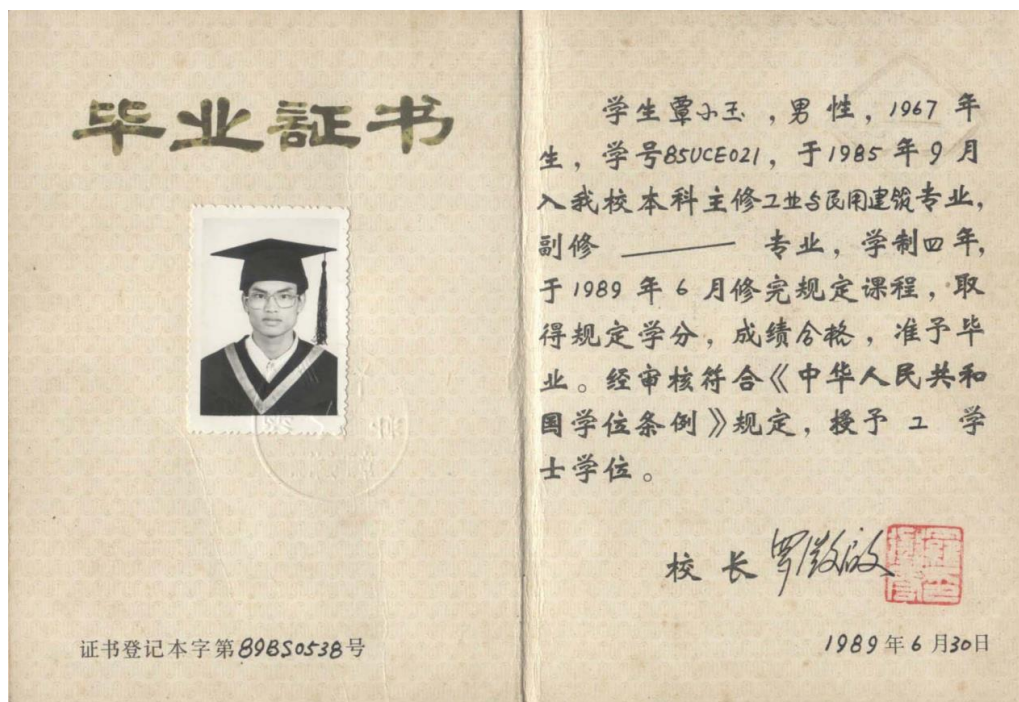 毕业証书
证书登记本字第89BS0538号
学生覃小玉,男性,1967年
生,学号85UCE021,于1985年9月
入我校本科主修工业与民用建筑专业,
副修 ———— 专业,学制四年,
于1989年6月修完规定课程,取
得规定学分,成绩合格,准予毕
业。经审核符合《中华人民共和
国学位条例》规定,授予 工 学
士学位。
校长
1989年6月30日